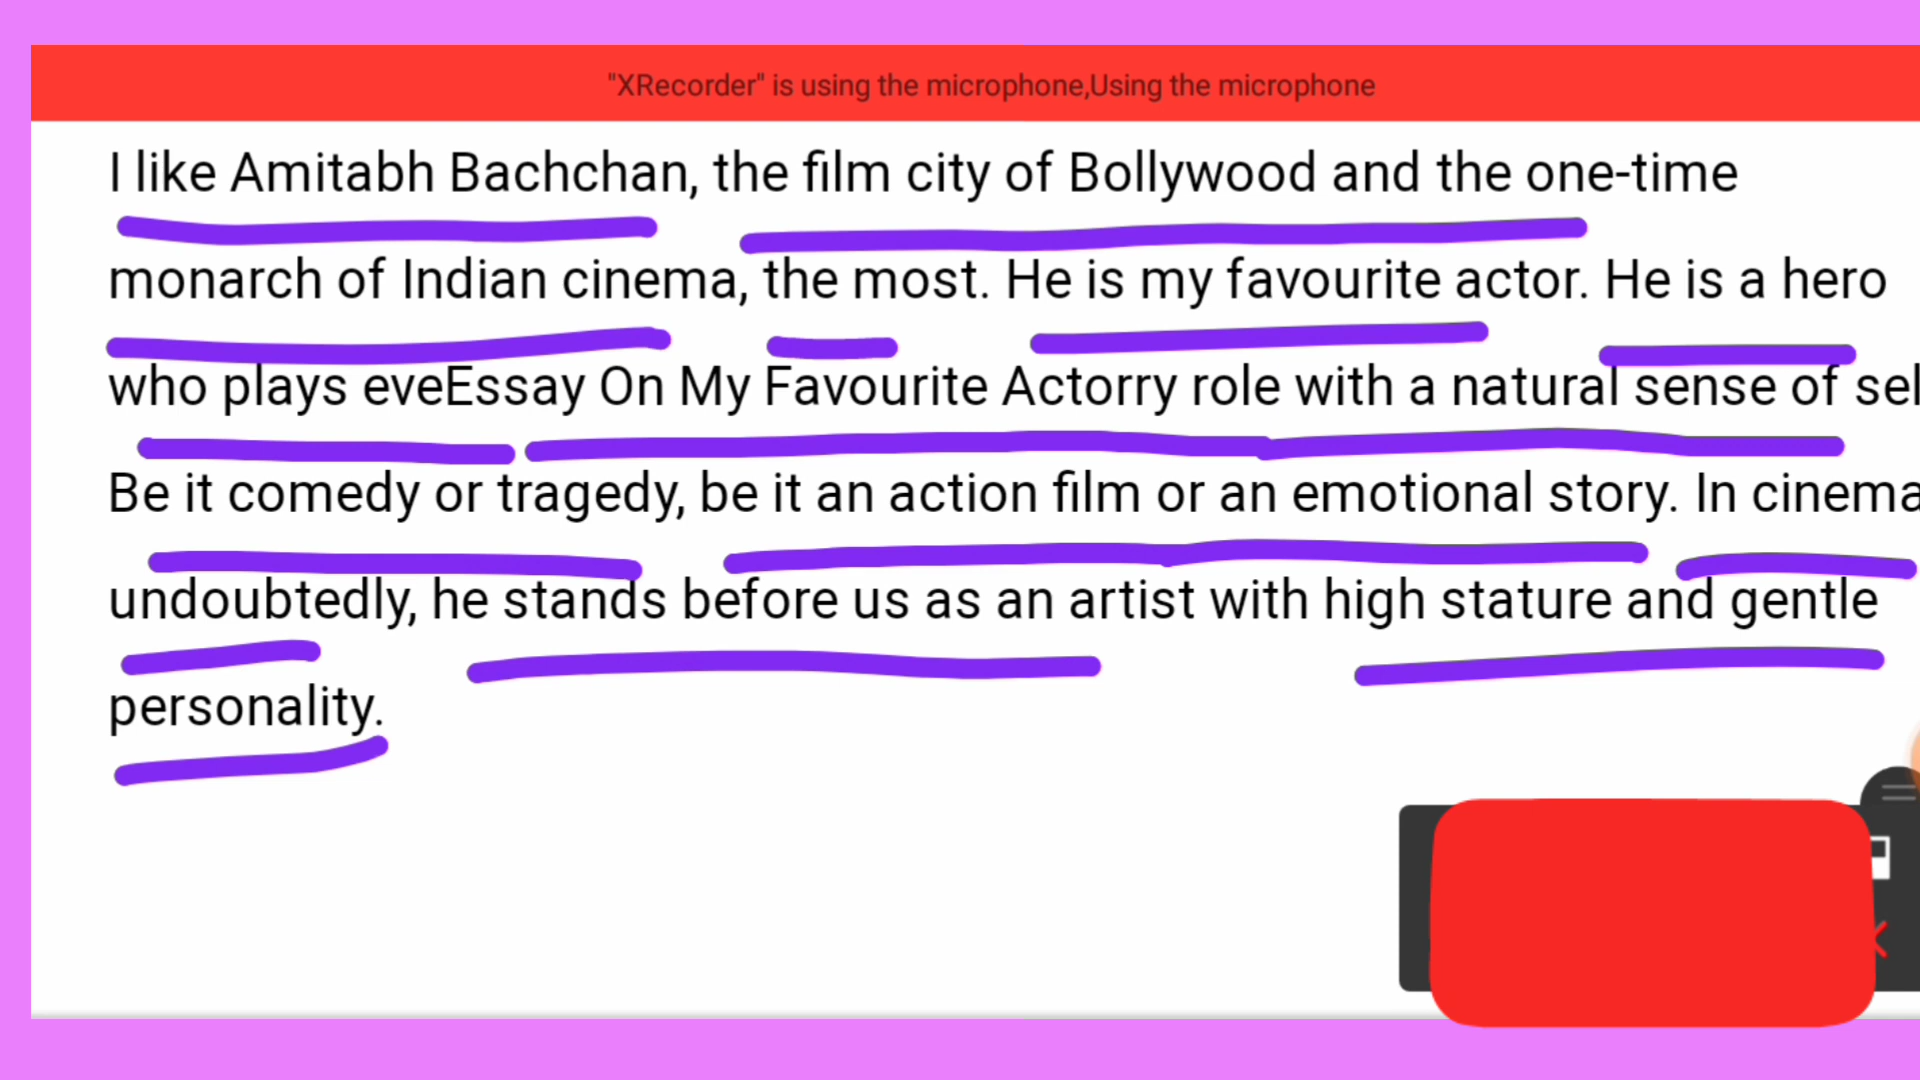 "XRecorder" is using the microphone,Using the microphone
I like Amitabh Bachchan, the film city of Bollywood and the one-time
monarch of Indian cinema, the most. He is my favourite actor. He is a hero
who plays eveEssay On My Favourite Actorry role with a natural sense of sel
Be it comedy or tragedy, be it an action film or an emotional story. In cinema
undoubtedly, he stands before us as an artist with high stature and gentle
personality.